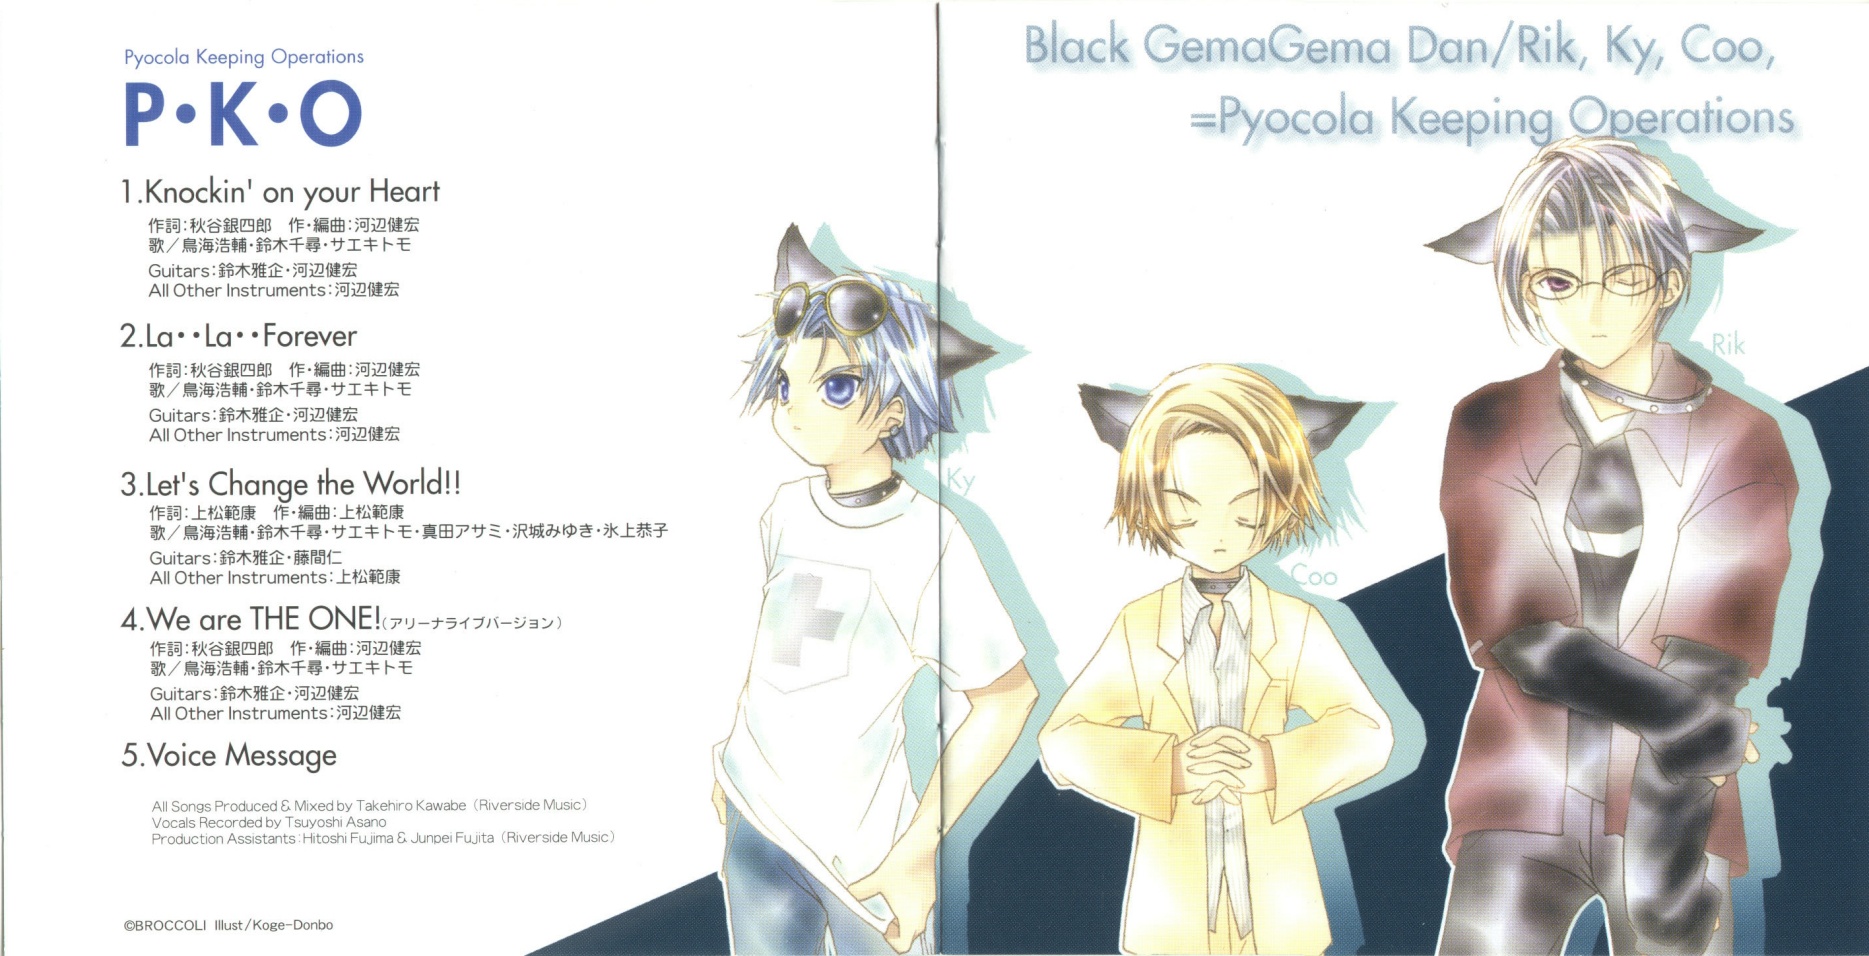 Pyocola Keeping Operations
P・K・O
1.Knockin' on your Heart
作詞：秋谷銀四郎　作・編曲：河辺健宏
歌／鳥海浩輔・鈴木千尋・サエキトモ
Guitars：鈴木雅企・河辺健宏
All Other Instruments：河辺健宏
2.La・・La・・Forever
作詞：秋谷銀四郎　作・編曲：河辺健宏
歌／鳥海浩輔・鈴木千尋・サエキトモ
Guitars：鈴木雅企・河辺健宏
All Other Instruments：河辺健宏
3.Let's Change the World!!
作詞：上松範康　作・編曲：上松範康
歌／鳥海浩輔・鈴木千尋・サエキトモ・真田アサミ・沢城みゆき・氷上恭子
Guitars：鈴木雅企・藤間仁
All Other Instruments：上松範康
4.We are THE ONE!（アリーナライブバージョン）
作詞：秋谷銀四郎　作・編曲：河辺健宏
歌／鳥海浩輔・鈴木千尋・サエキトモ
Guitars：鈴木雅企・河辺健宏
All Other Instruments：河辺健宏
5.Voice Message
All Songs Produced & Mixed by Takehiro Kawabe（Riverside Music）
Vocals Recorded by Tsuyoshi Asano
Production Assistants：Hitoshi Fujima & Junpei Fujita（Riverside Music）
©BROCCOLI Illust/Koge-Donbo
Black GemaGema Dan/Rik, Ky, Coo,
=Pyocola Keeping Operations
Rik
Ky
Coo